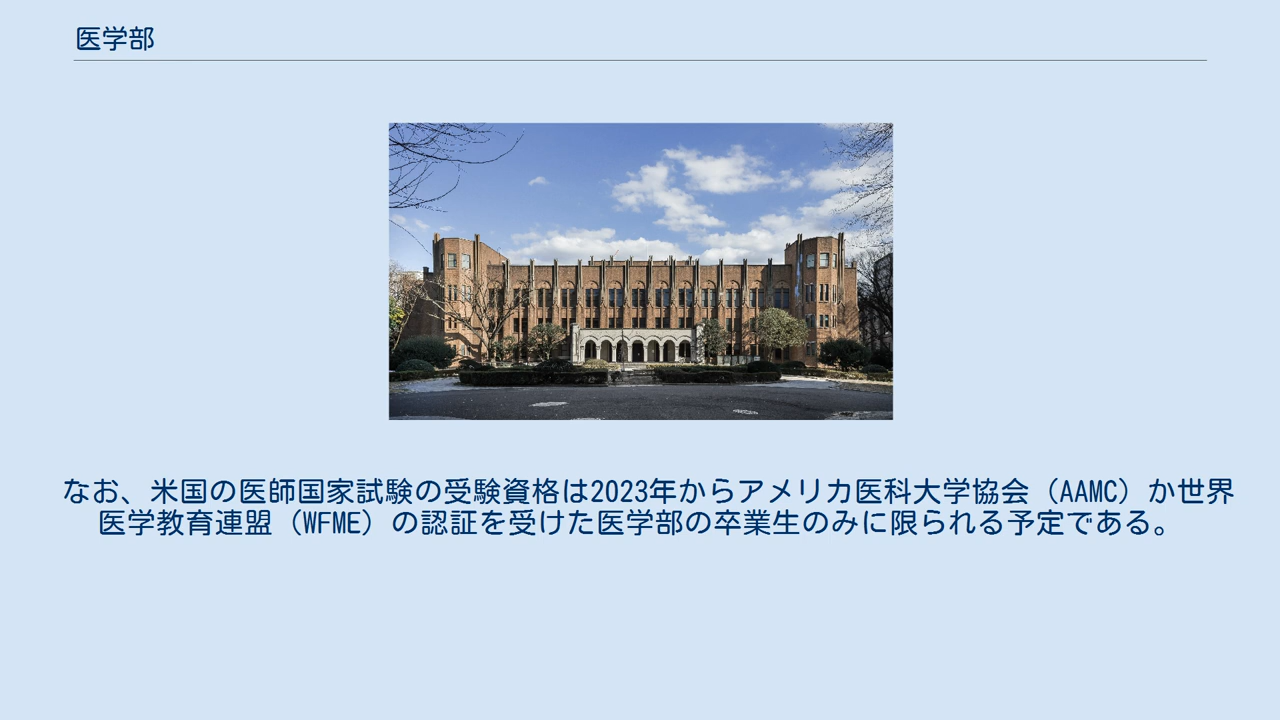 医学部
なお、米国の医師国家試験の受験資格は2023年からアメリカ医科大学協会（AAMC）か世界
医学教育連盟（WFME）の認証を受けた医学部の卒業生のみに限られる予定である。